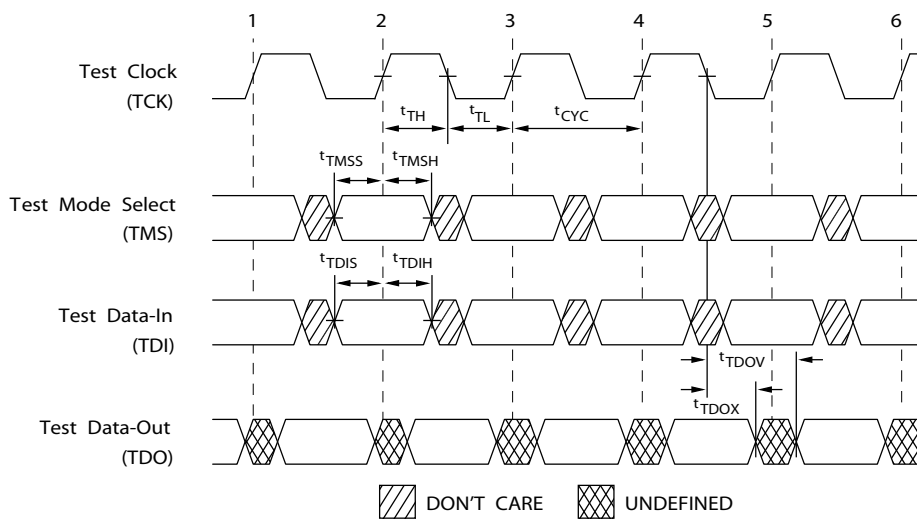 1 2 3 4 5 6
Test Clock
(TCK)
tTH tTL tCYC
tTMSS tTMSH
Test Mode Select
(TMS)
tTDIS tTDIH
Test Data-In
(TDI)
tTDOV
tTDOX
Test Data-Out
(TDO)
DON'T CARE UNDEFINED